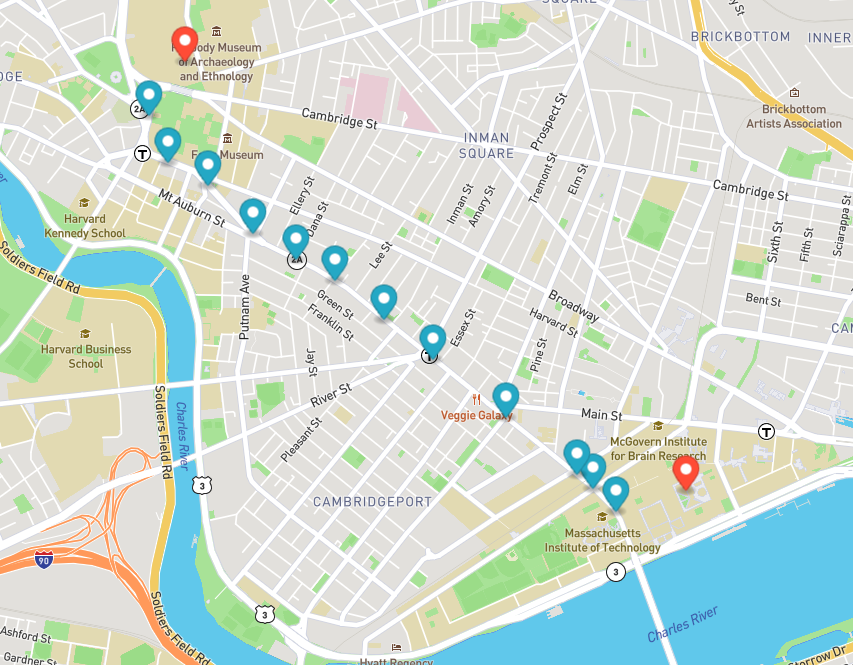 SQUARE
BRICKBOTTOM
INNER
body Museum
of Archaeology
and Ethnology
DGE
2A
Brickbottom
Artists Association
Cambridge St
Prospect St
INMAN
SQUARE
T
Museum
Tremont St
Elm St
Cambridge St
Ellery St
Dana St
Inman St
Amory St
Mt Auburn St
Harvard
Kennedy School
Sixth St
Fifth St
Sciarappa St
Soldiers Field Rd
2A
Lee St
Putnam Ave
Green St
Franklin St
Broadway
Harvard St
Bent St
Essex St
Harvard Business
School
Jay St
Pine St
T
River St
Soldiers Field Rd
Charles River
Veggie Galaxy
Main St
T
Pleasant St
McGovern Institute
for Brain Research
3
CAMBRIDGEPORT
Massachusetts
Institute of Technology
90
3
3
Soldiers Field Rd
Charles River
Ashford St
Gardner St
Hyatt Regency
Storrow Dr